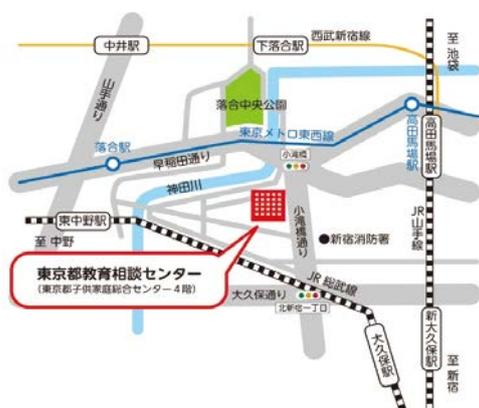 中井駅
下落合駅
西武新宿線
至 池袋
山手通り
落合中央公園
東京メトロ東西線
高田馬場駅
高田馬場駅
落合駅
早稲田通り
小滝橋
神田川
東中野駅
至 中野
小滝橋通り
新宿消防署
JR山手線
東京都教育相談センター
(東京都子供家庭総合センター4階)
JR 総武線
大久保通り
北新宿一丁目
大久保駅
新大久保駅
至 新宿